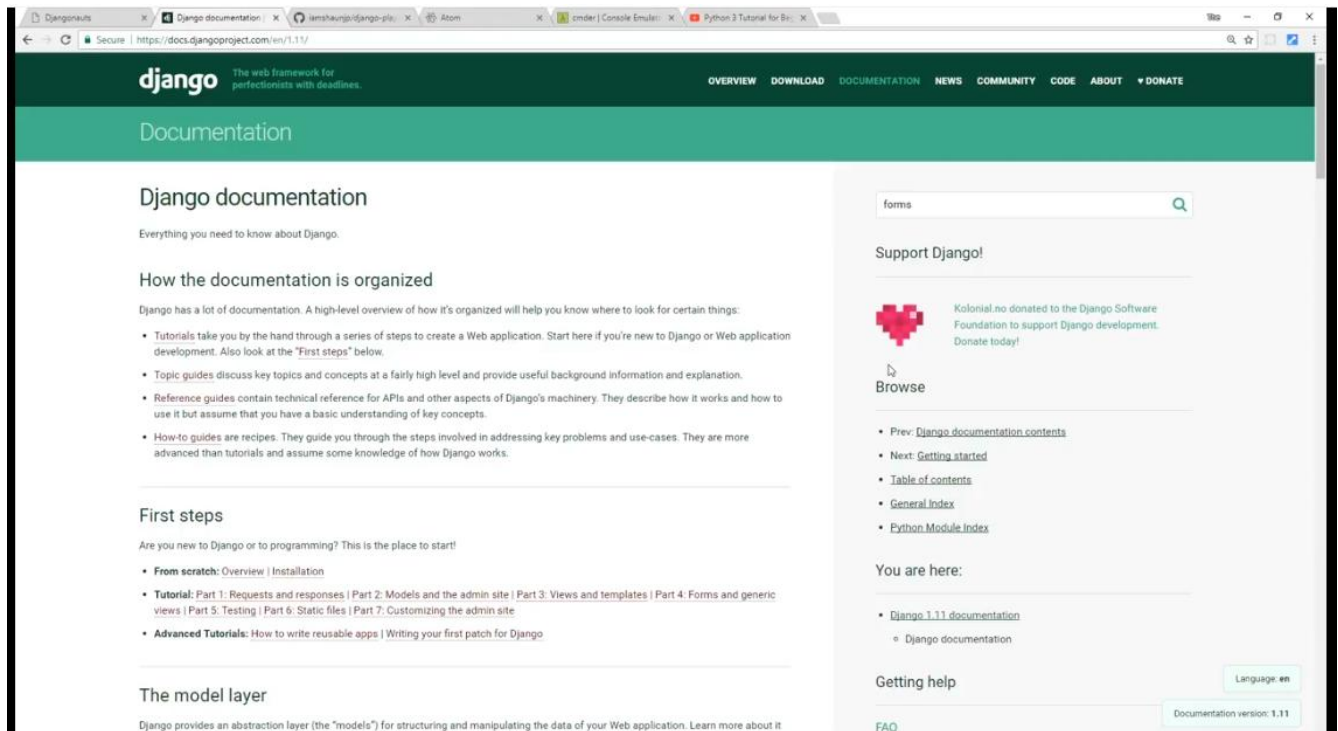 Djangonauts
Django documentation |
iamshaunjp/django-play
Atom
cmder | Console Emulator
Python 3 Tutorial for Beg
Secure | https://docs.djangoproject.com/en/1.11/
django
The web framework for
perfectionists with deadlines.
OVERVIEW DOWNLOAD DOCUMENTATION NEWS COMMUNITY CODE ABOUT ♥ DONATE
Documentation
Django documentation
Everything you need to know about Django.
How the documentation is organized
Django has a lot of documentation. A high-level overview of how it's organized will help you know where to look for certain things:
• Tutorials take you by the hand through a series of steps to create a Web application. Start here if you're new to Django or Web application
development. Also look at the "First steps" below.
• Topic guides discuss key topics and concepts at a fairly high level and provide useful background information and explanation.
• Reference guides contain technical reference for APIs and other aspects of Django's machinery. They describe how it works and how to
use it but assume that you have a basic understanding of key concepts.
• How-to guides are recipes. They guide you through the steps involved in addressing key problems and use-cases. They are more
advanced than tutorials and assume some knowledge of how Django works.
First steps
Are you new to Django or to programming? This is the place to start!
• From scratch: Overview | Installation
• Tutorial: Part 1: Requests and responses | Part 2: Models and the admin site | Part 3: Views and templates | Part 4: Forms and generic
views | Part 5: Testing | Part 6: Static files | Part 7: Customizing the admin site
• Advanced Tutorials: How to write reusable apps | Writing your first patch for Django
The model layer
Django provides an abstraction layer (the "models") for structuring and manipulating the data of your Web application. Learn more about it
forms
Support Django!
Kolonial.no donated to the Django Software
Foundation to support Django development.
Donate today!
Browse
• Prev: Django documentation contents
• Next: Getting started
• Table of contents
• General Index
• Python Module Index
You are here:
• Django 1.11 documentation
◦ Django documentation
Getting help
FAQ
Language: en
Documentation version: 1.11